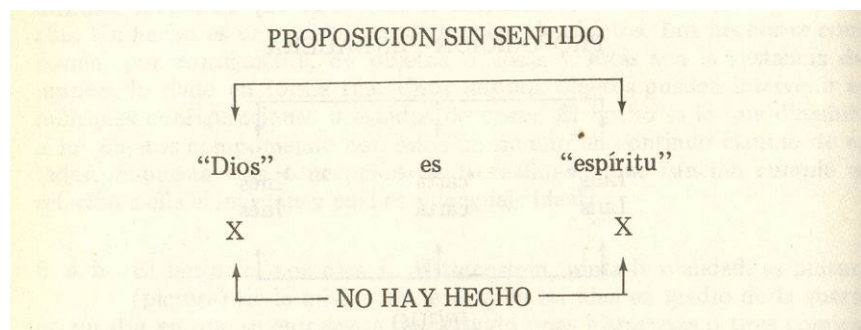 PROPOSICION SIN SENTIDO
“Dios” es “espíritu”
X X
NO HAY HECHO